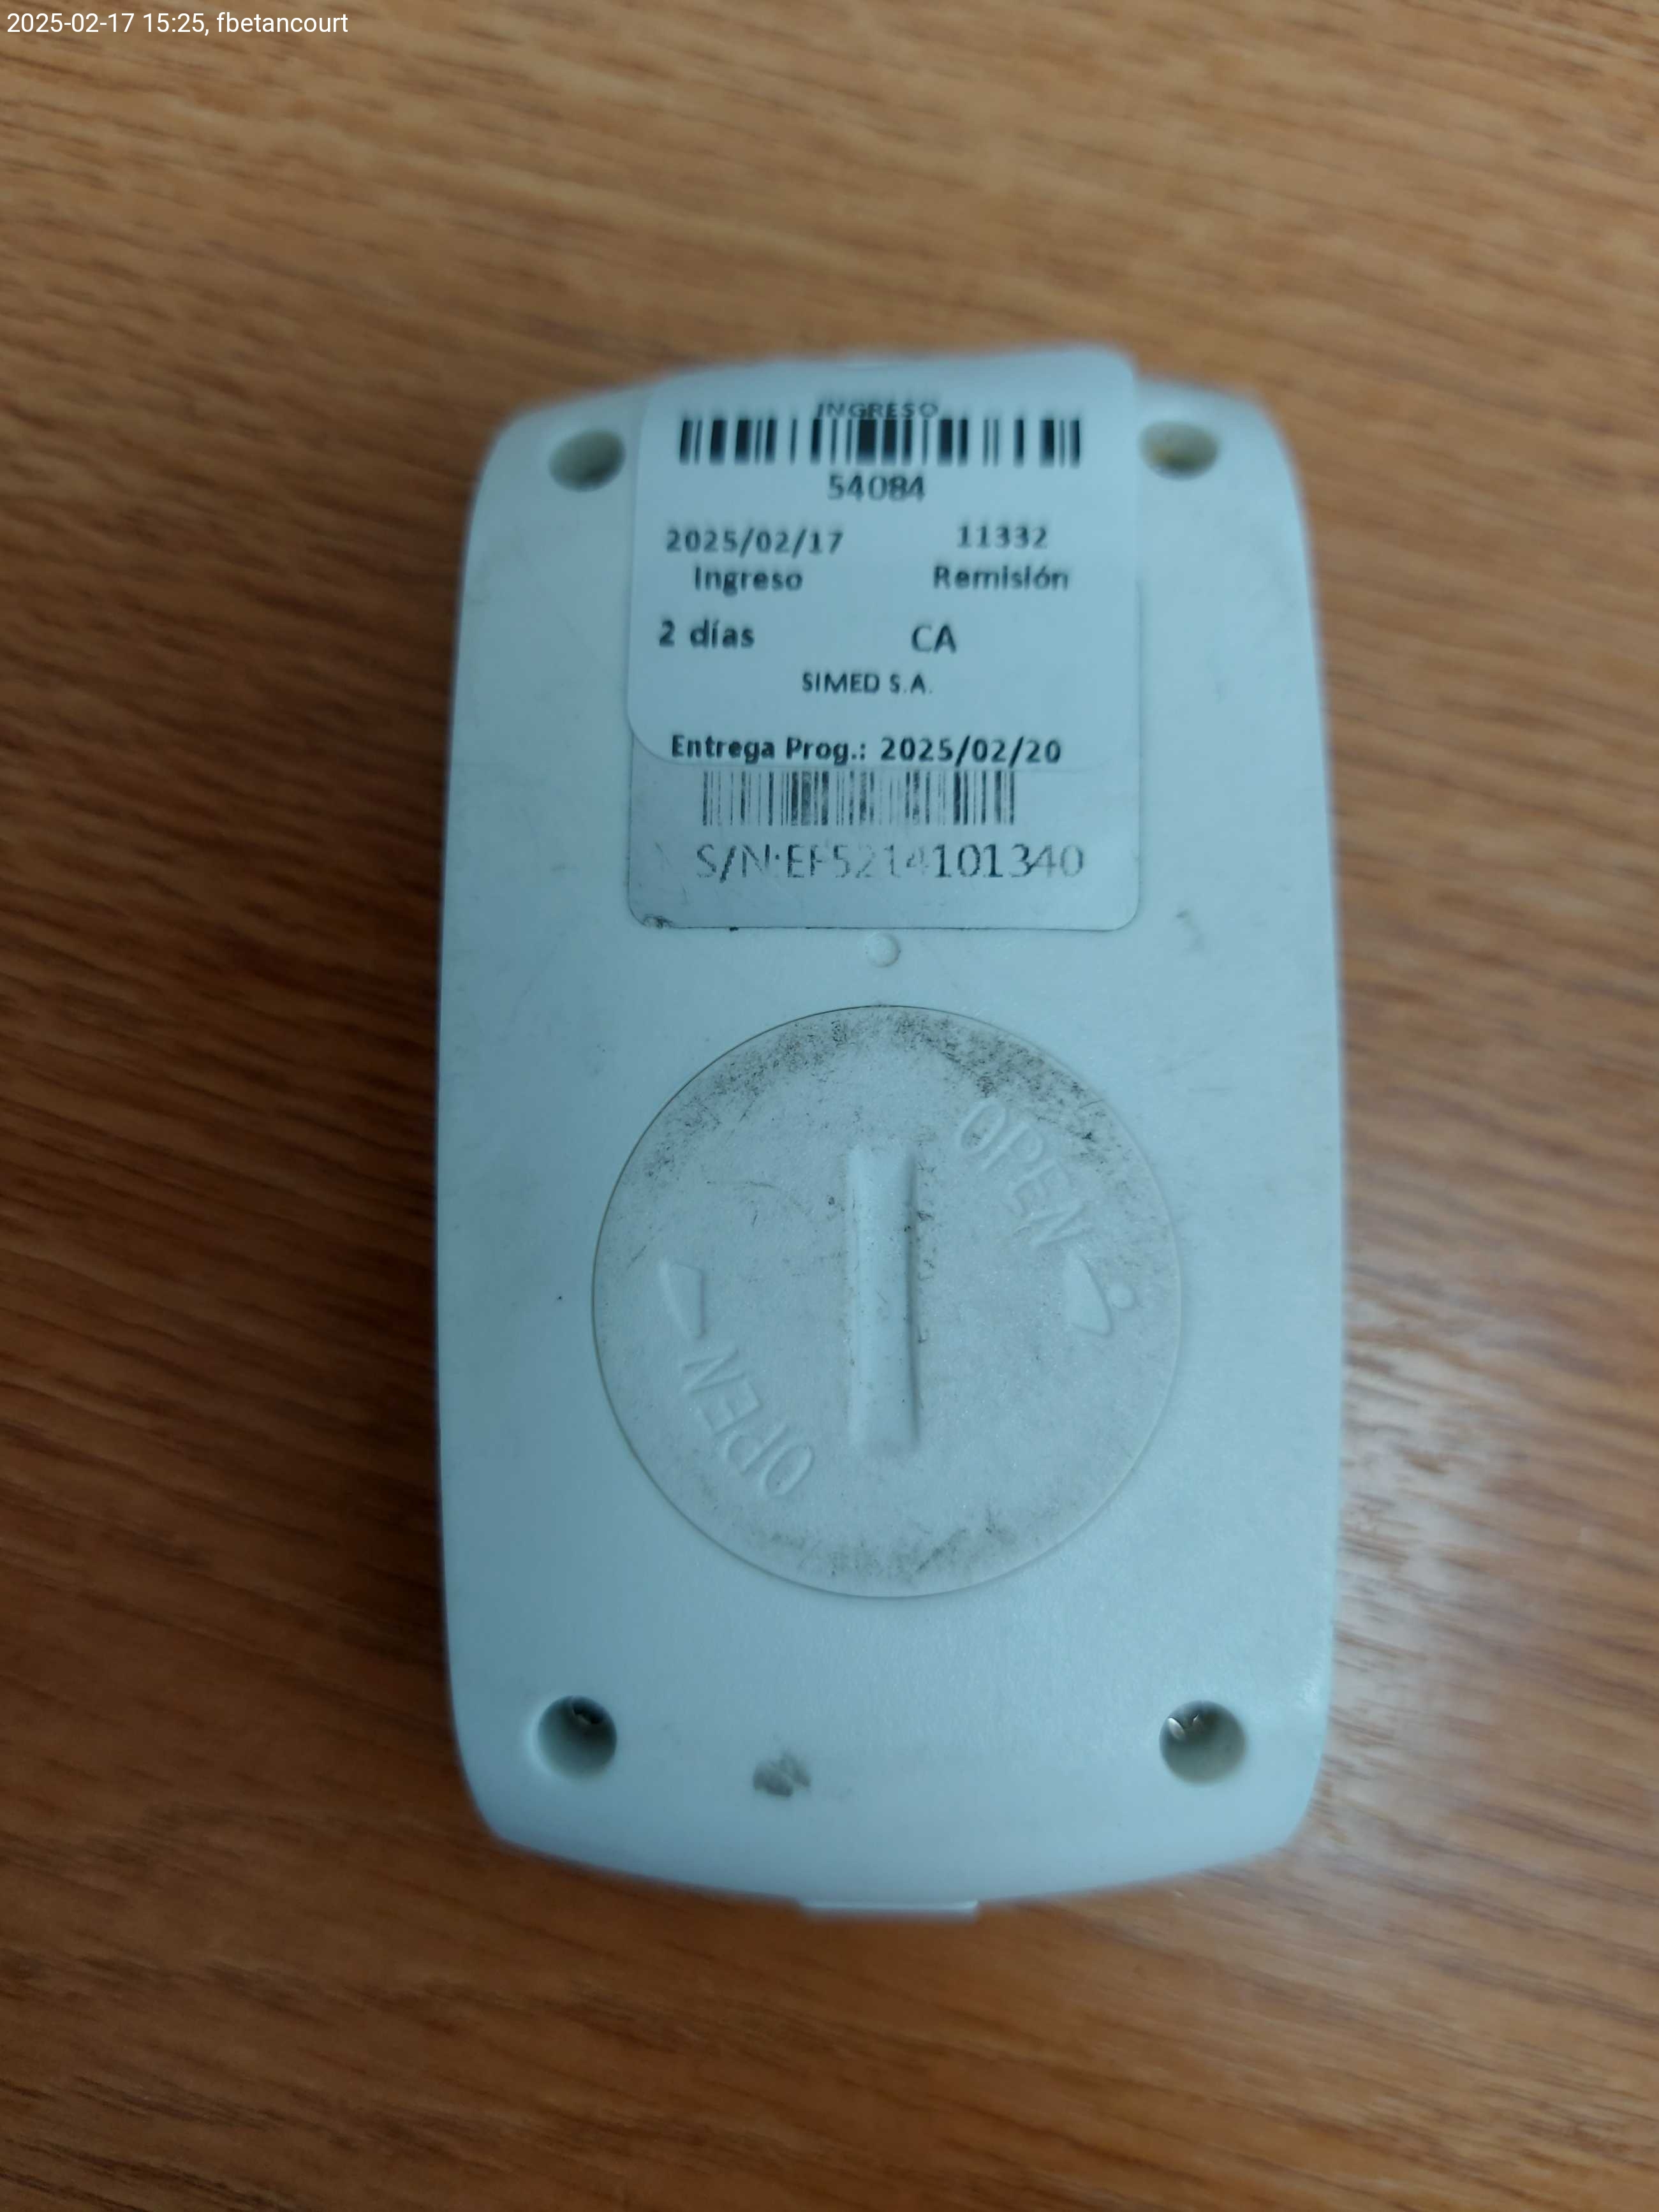 2025-02-17 15:25, fbetancourt
INGRESO
54084
2025/02/17 11332
Ingreso Remisión
2 días CA
SIMED S.A.
Entrega Prog.: 2025/02/20
S/N:EF5214101340
OPEN
OPEN